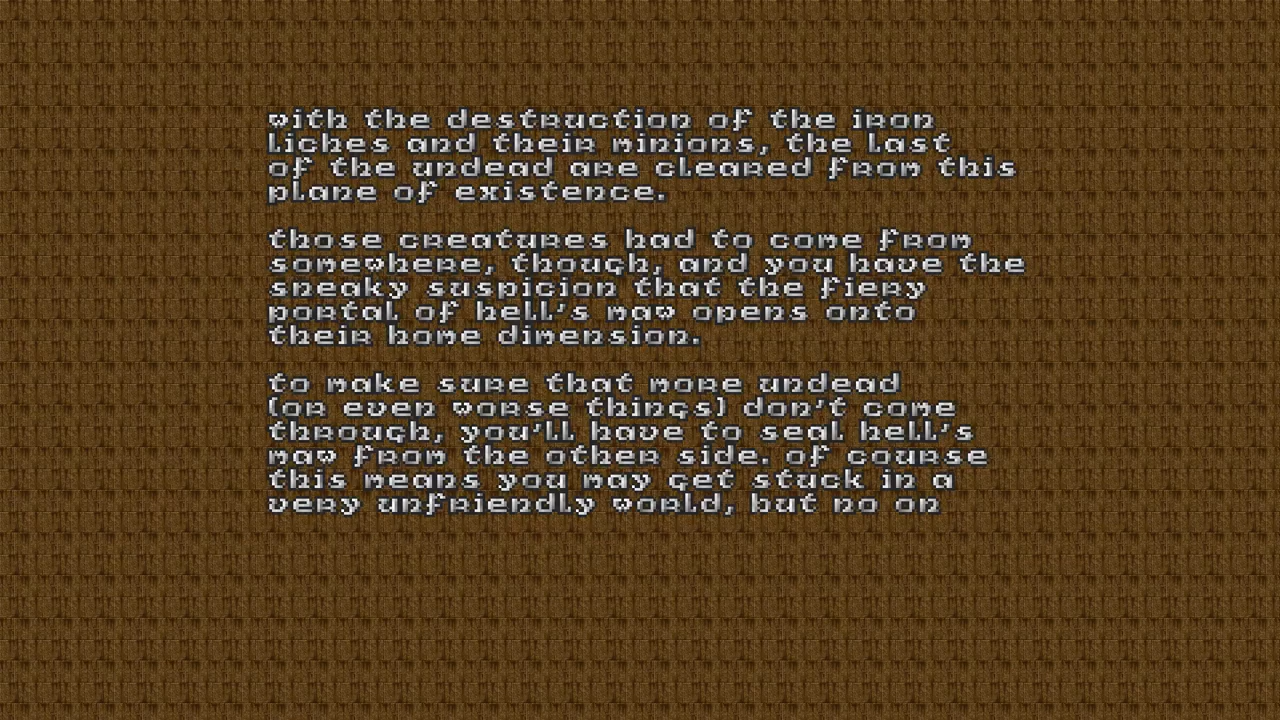 with the destruction of the iron
liches and their minions, the last
of the undead are cleared from this
plane of existence.
those creatures had to come from
somewhere, though, and you have the
sneaky suspicion that the fiery
portal of hell's maw opens onto
their home dimension.
to make sure that more undead
(or even worse things) don't come
through, you'll have to seal hell's
maw from the other side. of course
this means you may get stuck in a
very unfriendly world, but no on